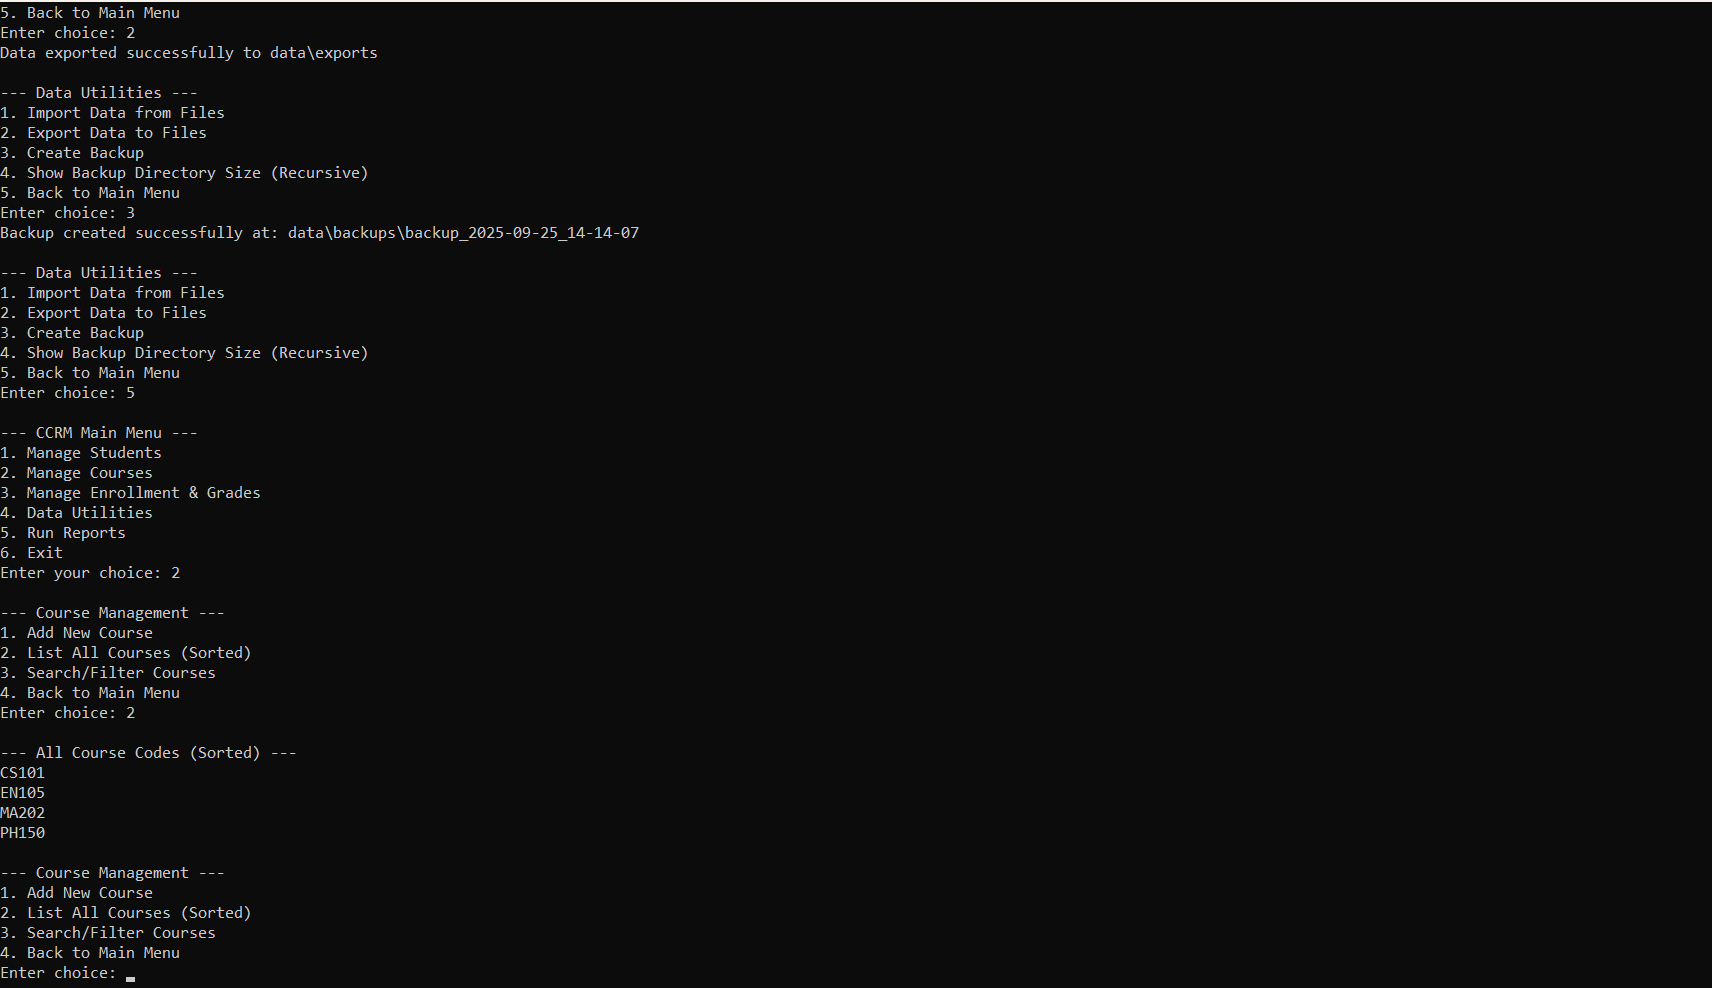 5. Back to Main Menu
Enter choice: 2
Data exported successfully to data\exports

--- Data Utilities ---
1. Import Data from Files
2. Export Data to Files
3. Create Backup
4. Show Backup Directory Size (Recursive)
5. Back to Main Menu
Enter choice: 3
Backup created successfully at: data\backups\backup_2025-09-25_14-14-07

--- Data Utilities ---
1. Import Data from Files
2. Export Data to Files
3. Create Backup
4. Show Backup Directory Size (Recursive)
5. Back to Main Menu
Enter choice: 5

--- CCRM Main Menu ---
1. Manage Students
2. Manage Courses
3. Manage Enrollment & Grades
4. Data Utilities
5. Run Reports
6. Exit
Enter your choice: 2

--- Course Management ---
1. Add New Course
2. List All Courses (Sorted)
3. Search/Filter Courses
4. Back to Main Menu
Enter choice: 2

--- All Course Codes (Sorted) ---
CS101
EN105
MA202
PH150

--- Course Management ---
1. Add New Course
2. List All Courses (Sorted)
3. Search/Filter Courses
4. Back to Main Menu
Enter choice: